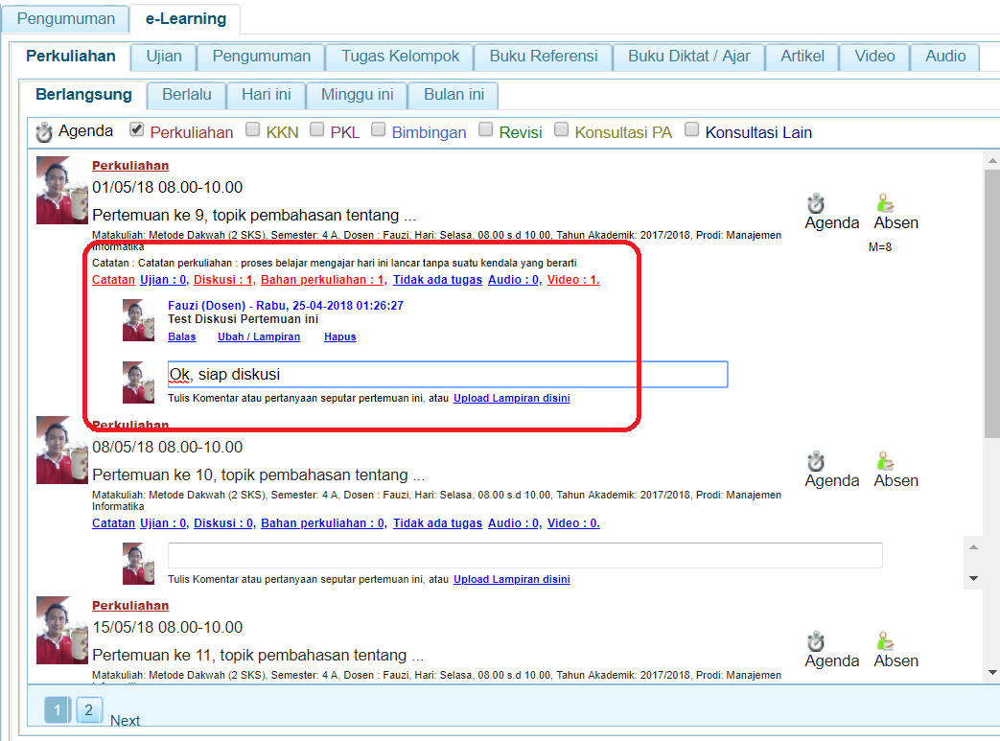 Pengumuman e-Learning
Perkuliahan Ujian Pengumuman Tugas Kelompok Buku Referensi Buku Diktat / Ajar Artikel Video Audio
Berlangsung Berlalu Hari ini Minggu ini Bulan ini
Agenda Perkuliahan KKN PKL Bimbingan Revisi Konsultasi PA Konsultasi Lain
Perkuliahan
01/05/18 08.00-10.00
Pertemuan ke 9, topik pembahasan tentang ...
Agenda Absen
Matakuliah: Metode Dakwah (2 SKS), Semester: 4 A, Dosen : Fauzi, Hari: Selasa, 08.00 s.d 10.00, Tahun Akademik: 2017/2018, Prodi: Manajemen
Informatika
M=8
Catatan : Catatan perkuliahan : proses belajar mengajar hari ini lancar tanpa suatu kendala yang berarti
Catatan Ujian : 0, Diskusi : 1, Bahan perkuliahan : 1, Tidak ada tugas Audio : 0, Video : 1.
Fauzi (Dosen) - Rabu, 25-04-2018 01:26:27
Test Diskusi Pertemuan ini
Balas Ubah / Lampiran Hapus
Ok, siap diskusi
Tulis Komentar atau pertanyaan seputar pertemuan ini, atau Upload Lampiran disini
Perkuliahan
08/05/18 08.00-10.00
Pertemuan ke 10, topik pembahasan tentang ...
Agenda Absen
Matakuliah: Metode Dakwah (2 SKS), Semester: 4 A, Dosen : Fauzi, Hari: Selasa, 08.00 s.d 10.00, Tahun Akademik: 2017/2018, Prodi: Manajemen
Informatika
Catatan Ujian : 0, Diskusi : 0, Bahan perkuliahan : 0, Tidak ada tugas Audio : 0, Video : 0.
Tulis Komentar atau pertanyaan seputar pertemuan ini, atau Upload Lampiran disini
Perkuliahan
15/05/18 08.00-10.00
Pertemuan ke 11, topik pembahasan tentang ...
Agenda Absen
Matakuliah: Metode Dakwah (2 SKS), Semester: 4 A, Dosen : Fauzi, Hari: Selasa, 08.00 s.d 10.00, Tahun Akademik: 2017/2018, Prodi: Manajemen
1 2 Next